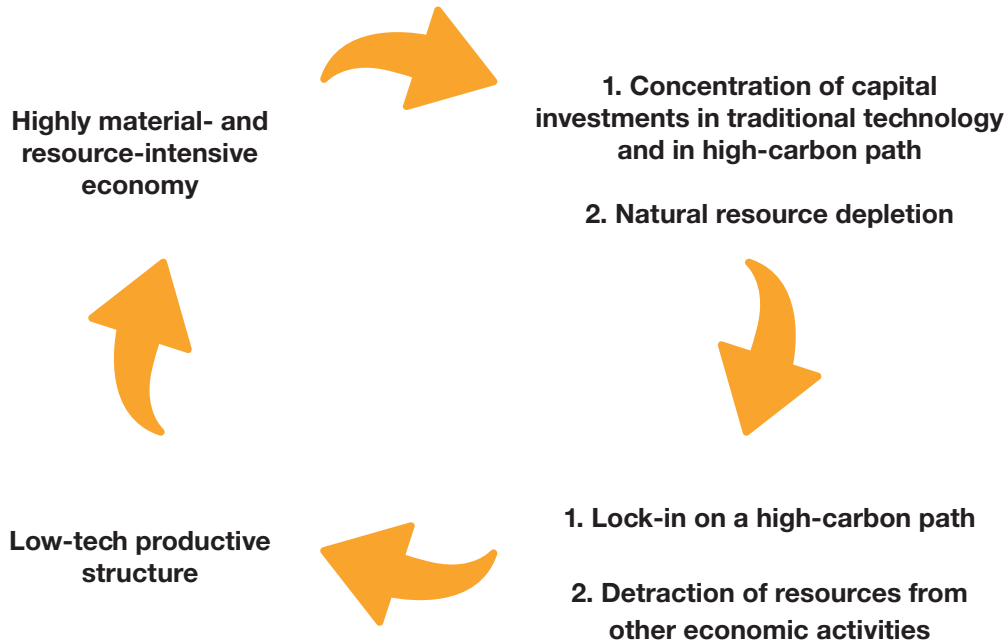 Highly material- and
resource-intensive
economy
1. Concentration of capital
investments in traditional technology
and in high-carbon path
2. Natural resource depletion
1. Lock-in on a high-carbon path
2. Detraction of resources from
other economic activities
Low-tech productive
structure